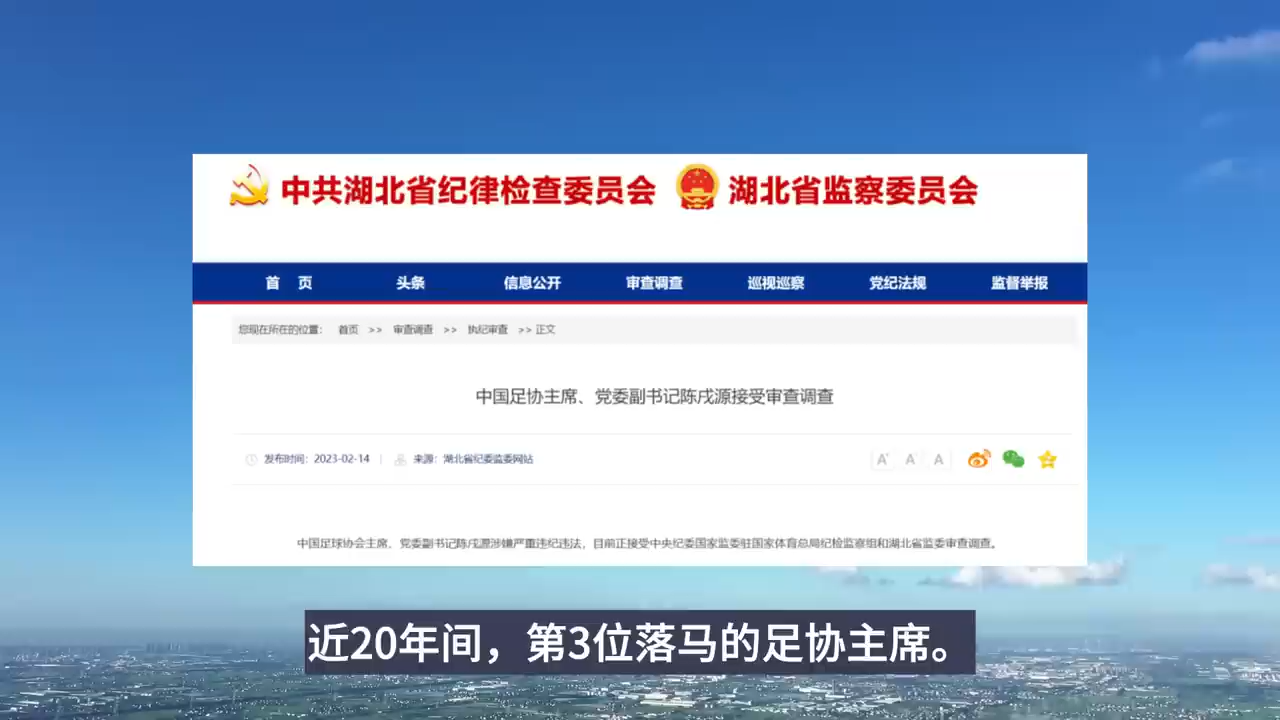 中共湖北省纪律检查委员会 湖北省监察委员会
首 页 头条 信息公开 审查调查 巡视巡察 党纪法规 监督举报
您现在所在的位置： 首页 >> 审查调查 >> 执纪审查 >> 正文
中国足协主席、党委副书记陈戌源接受审查调查
发布时间：2023-02-14 | 来源：湖北省纪委监委网站 A+ A A
中国足球协会主席、党委副书记陈戌源涉嫌严重违纪违法，目前正接受中央纪委国家监委驻国家体育总局纪检监察组和湖北省监委审查调查。
近20年间，第3位落马的足协主席。